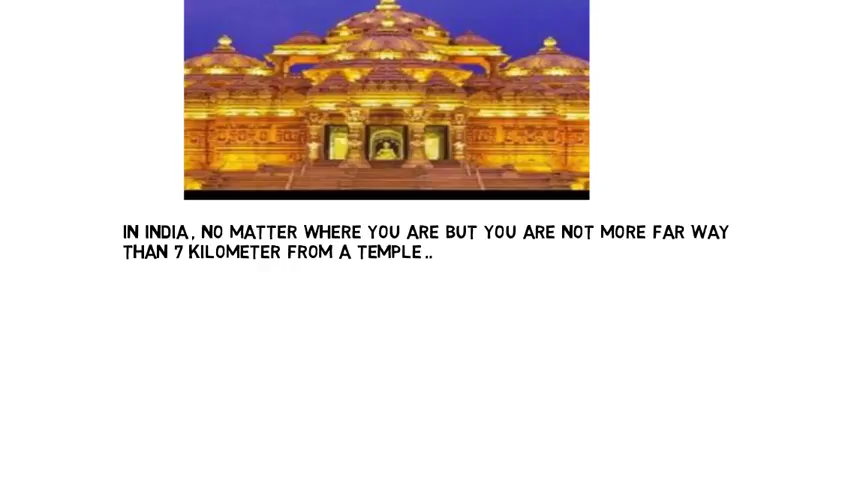 IN INDIA, NO MATTER WHERE YOU ARE BUT YOU ARE NOT MORE FAR WAY
THAN 7 KILOMETER FROM A TEMPLE..